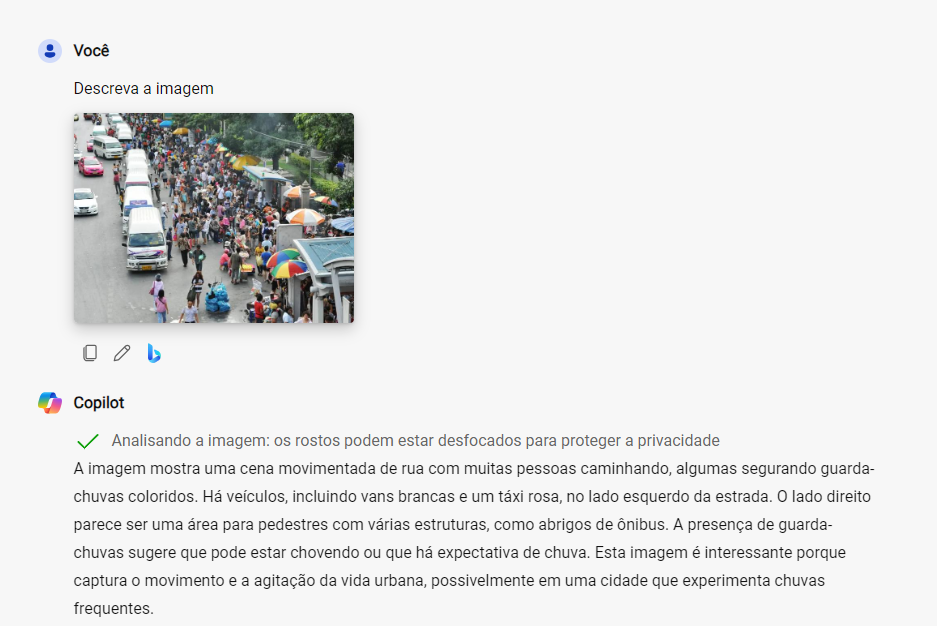 Você
Descreva a imagem
Copilot
Analisando a imagem: os rostos podem estar desfocados para proteger a privacidade
A imagem mostra uma cena movimentada de rua com muitas pessoas caminhando, algumas segurando guarda-
chuvas coloridos. Há veículos, incluindo vans brancas e um táxi rosa, no lado esquerdo da estrada. O lado direito
parece ser uma área para pedestres com várias estruturas, como abrigos de ônibus. A presença de guarda-
chuvas sugere que pode estar chovendo ou que há expectativa de chuva. Esta imagem é interessante porque
captura o movimento e a agitação da vida urbana, possivelmente em uma cidade que experimenta chuvas
frequentes.